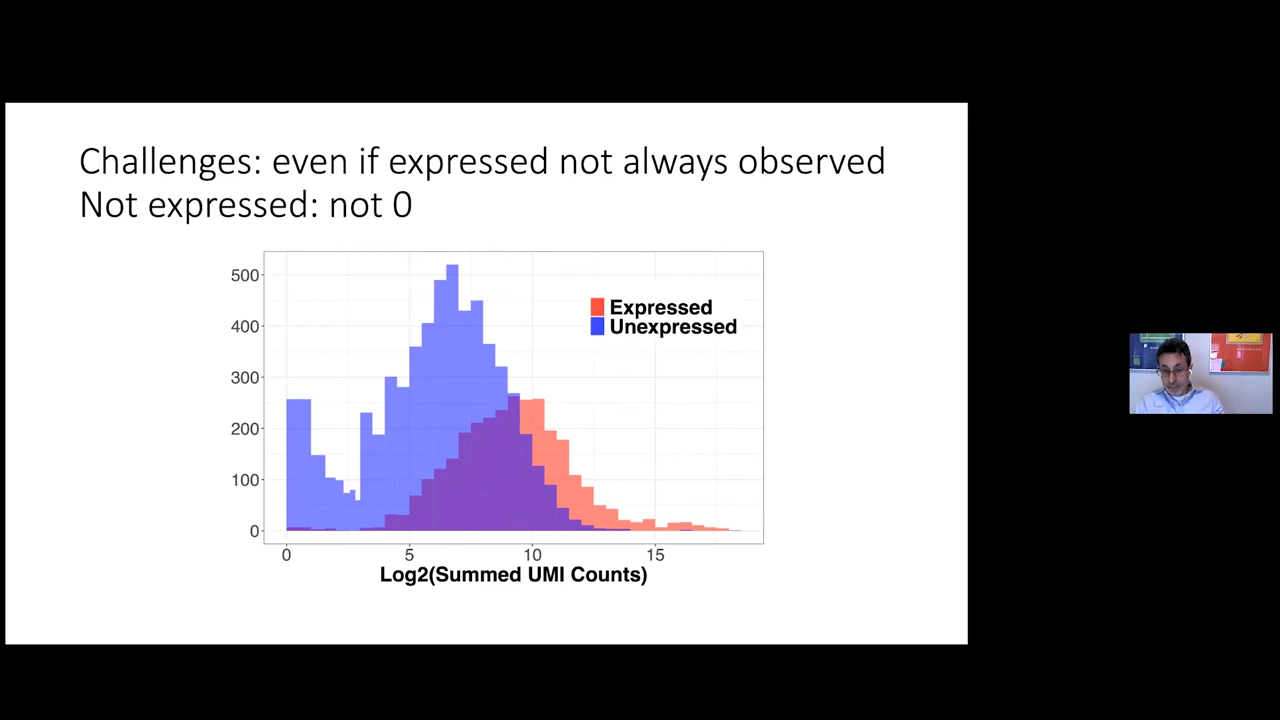 Challenges: even if expressed not always observed
Not expressed: not 0
500
400
300
200
100
0
Expressed
Unexpressed
0 5 10 15
Log2(Summed UMI Counts)